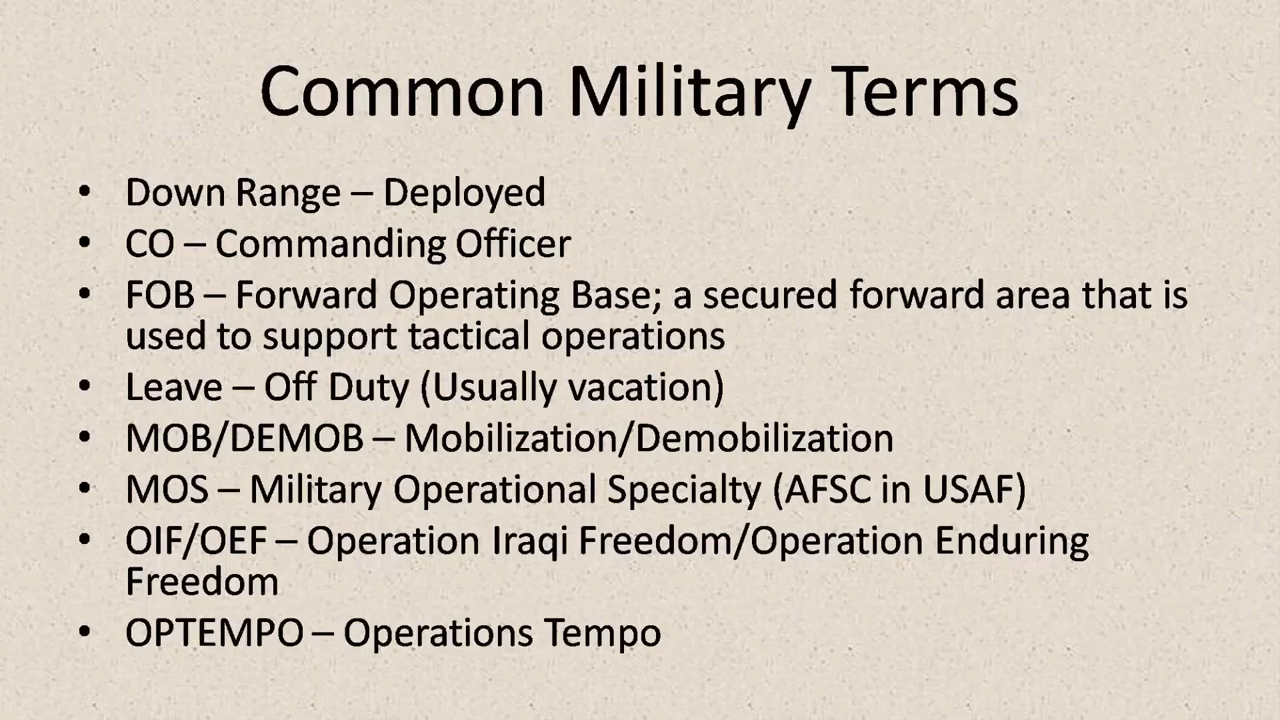 Common Military Terms
• Down Range – Deployed
• CO – Commanding Officer
• FOB – Forward Operating Base; a secured forward area that is
used to support tactical operations
• Leave – Off Duty (Usually vacation)
• MOB/DEMOB – Mobilization/Demobilization
• MOS – Military Operational Specialty (AFSC in USAF)
• OIF/OEF – Operation Iraqi Freedom/Operation Enduring
Freedom
• OPTEMPO – Operations Tempo